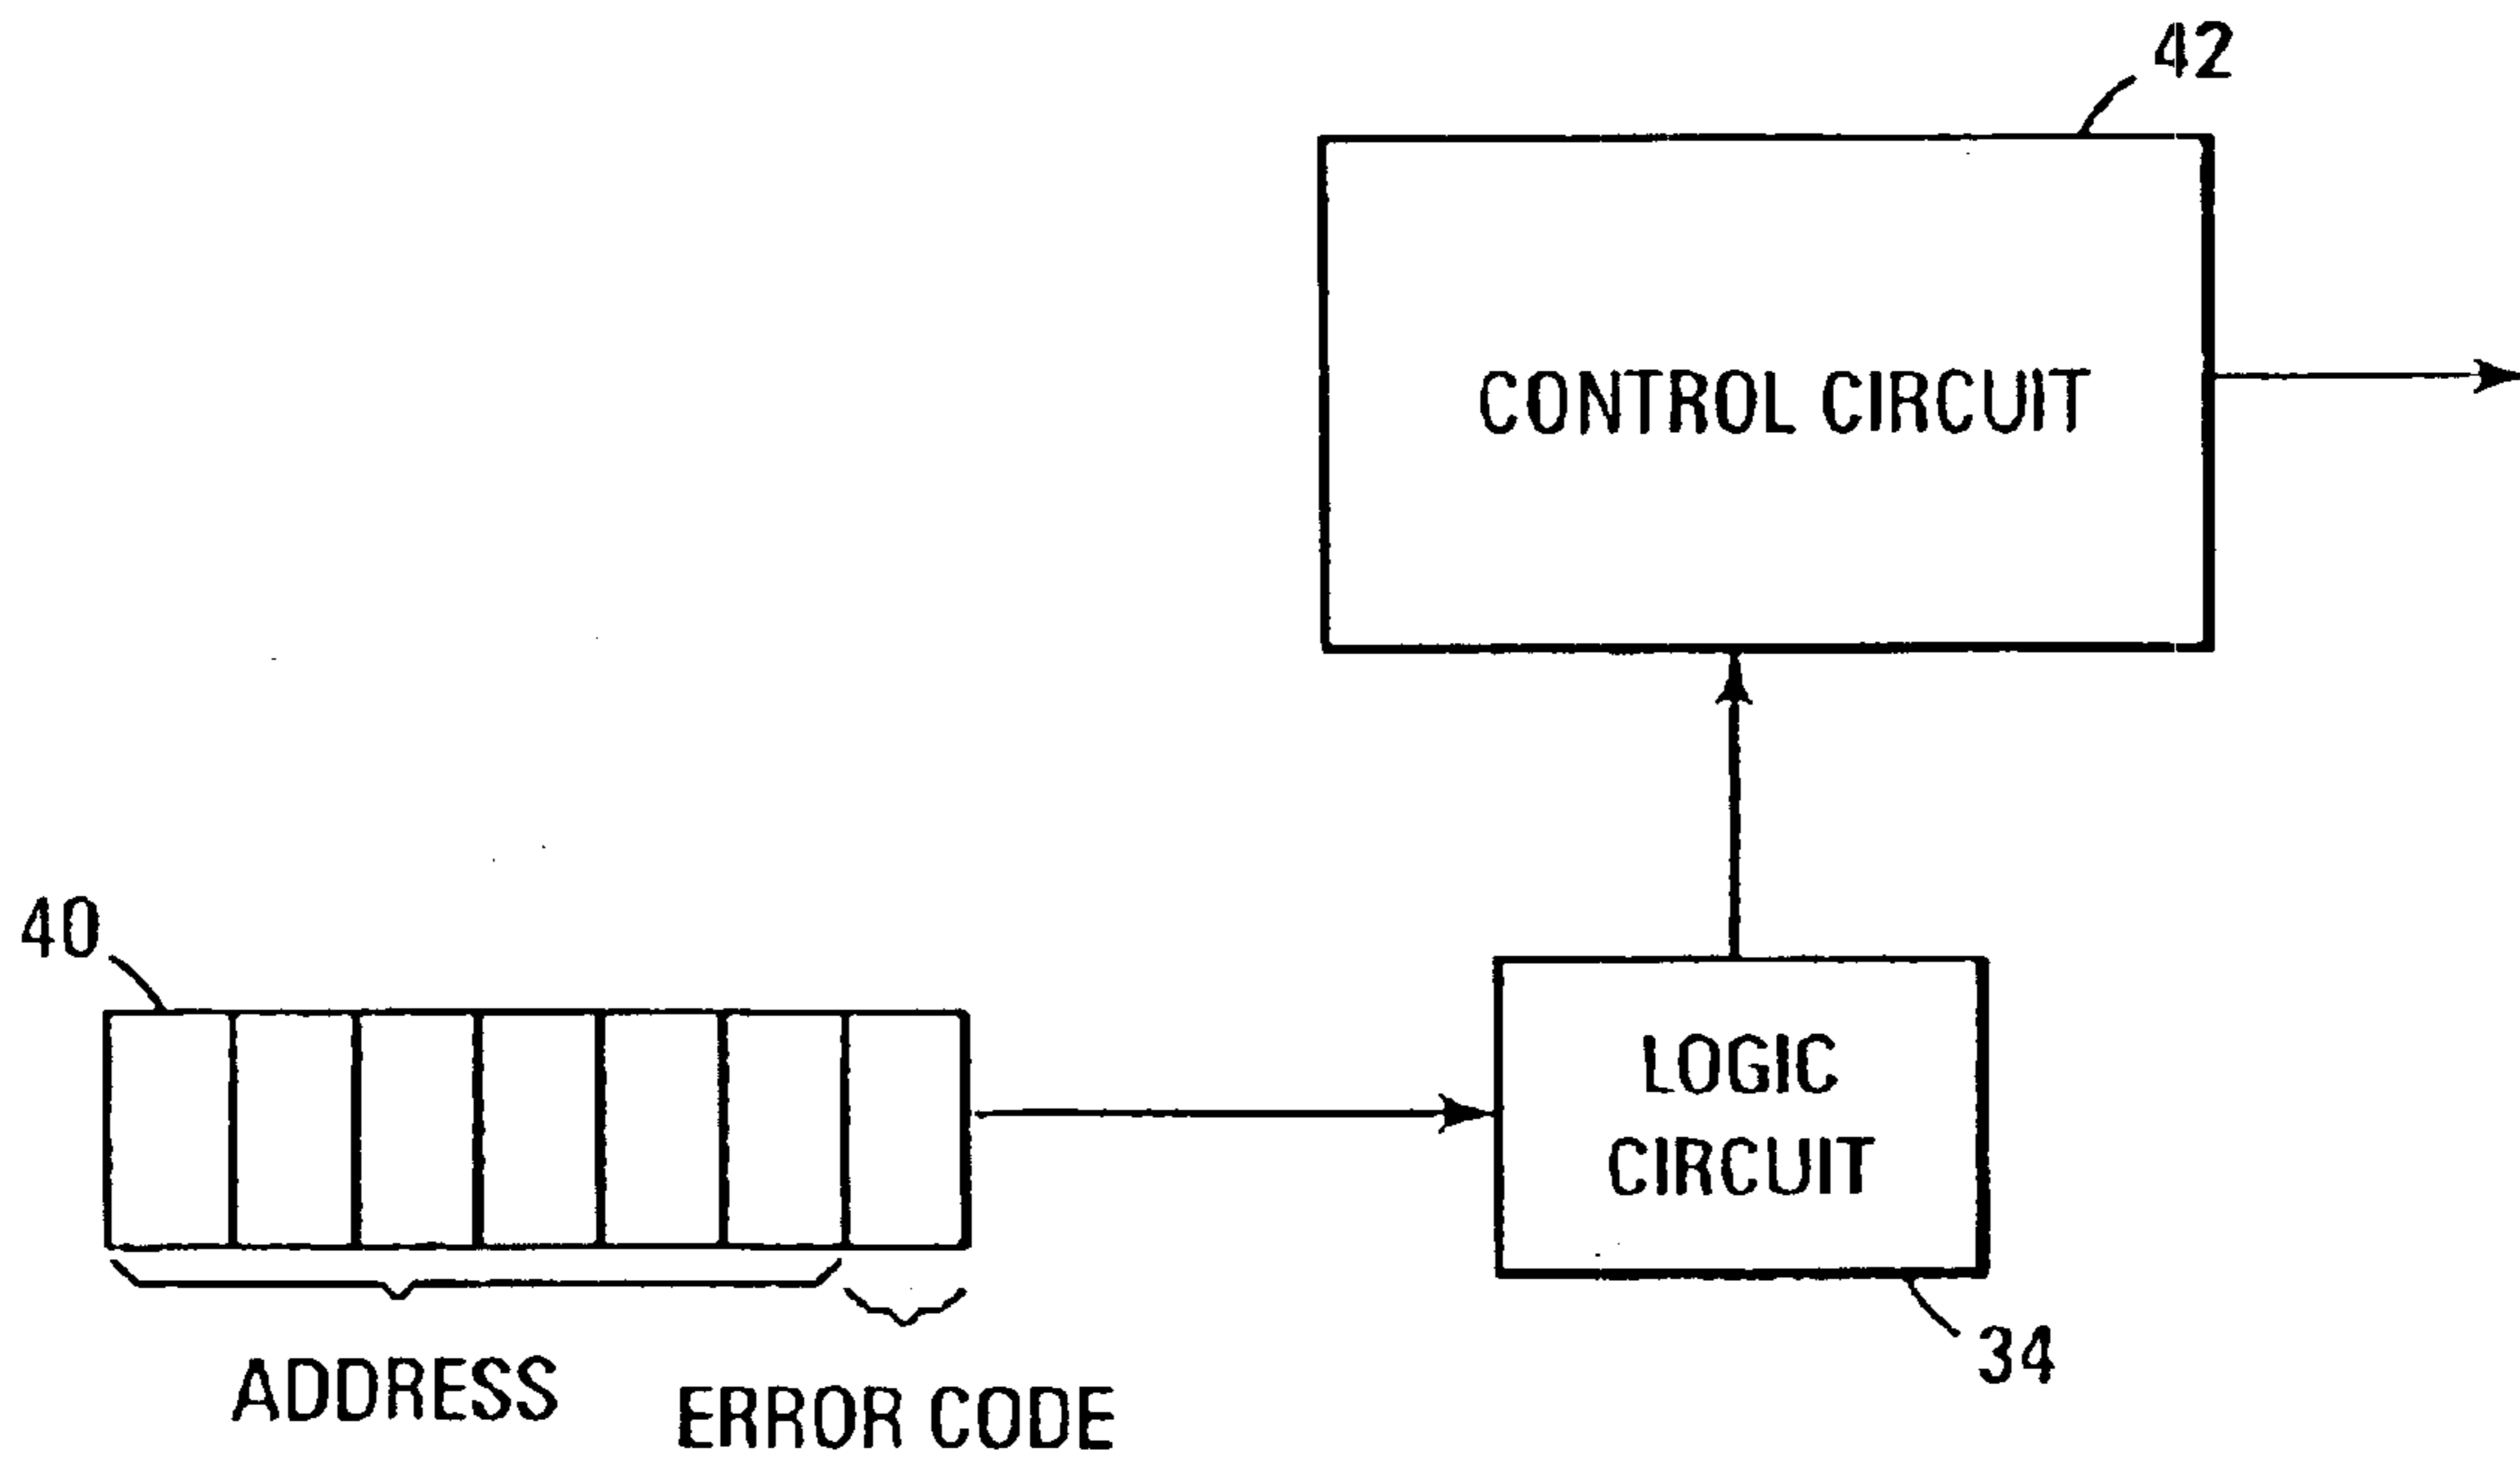 42
CONTROL CIRCUIT
40
LOGIC
CIRCUIT
34
ADDRESS
ERROR CODE